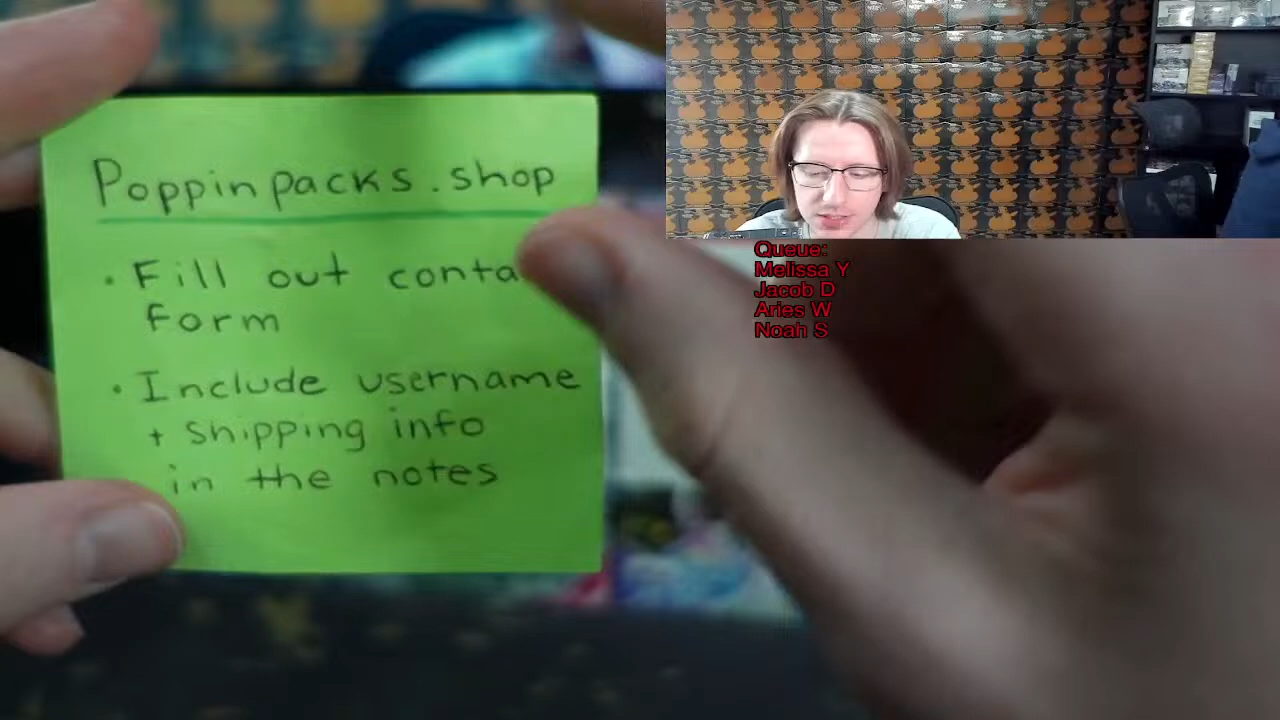 Poppinpacks.shop
• Fill out conta
form
• Include username
+ shipping info
in the notes
Queue:
Melissa Y
Jacob D
Aries W
Noah S